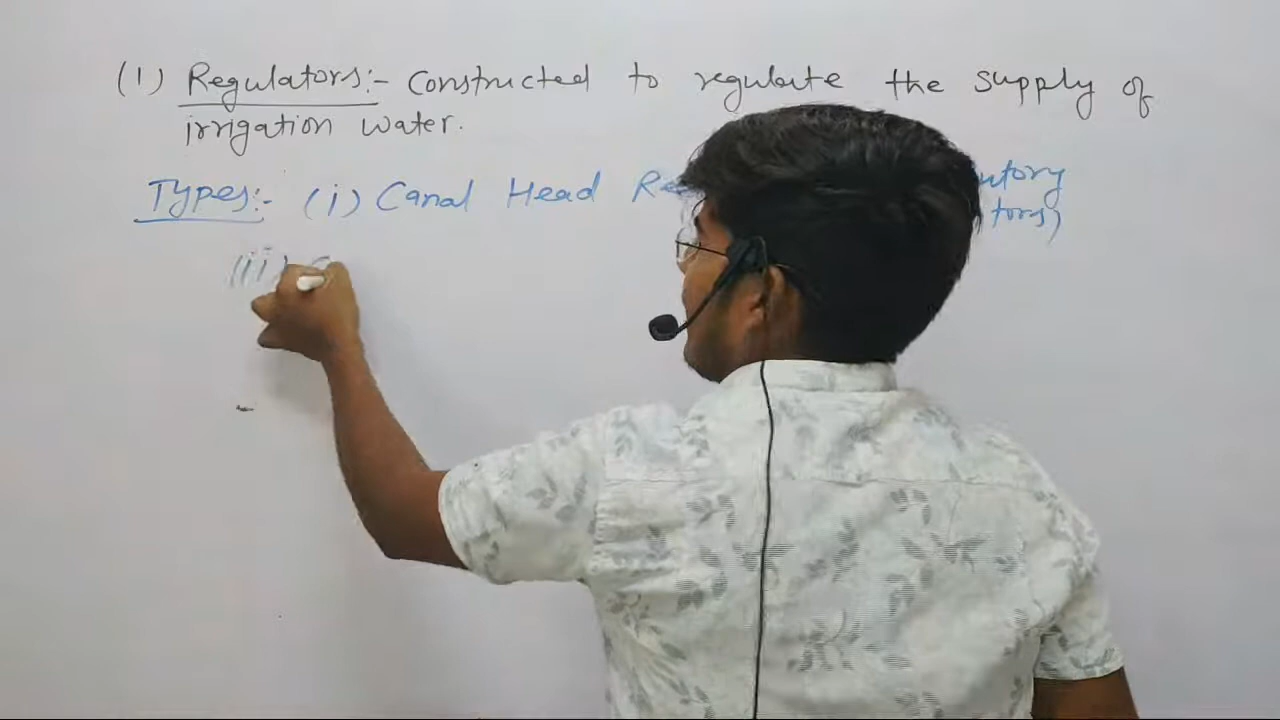 (1) Regulators:- Constructed to regulate the supply of
irrigation water.
Types:- (i) Canal Head
(ii)